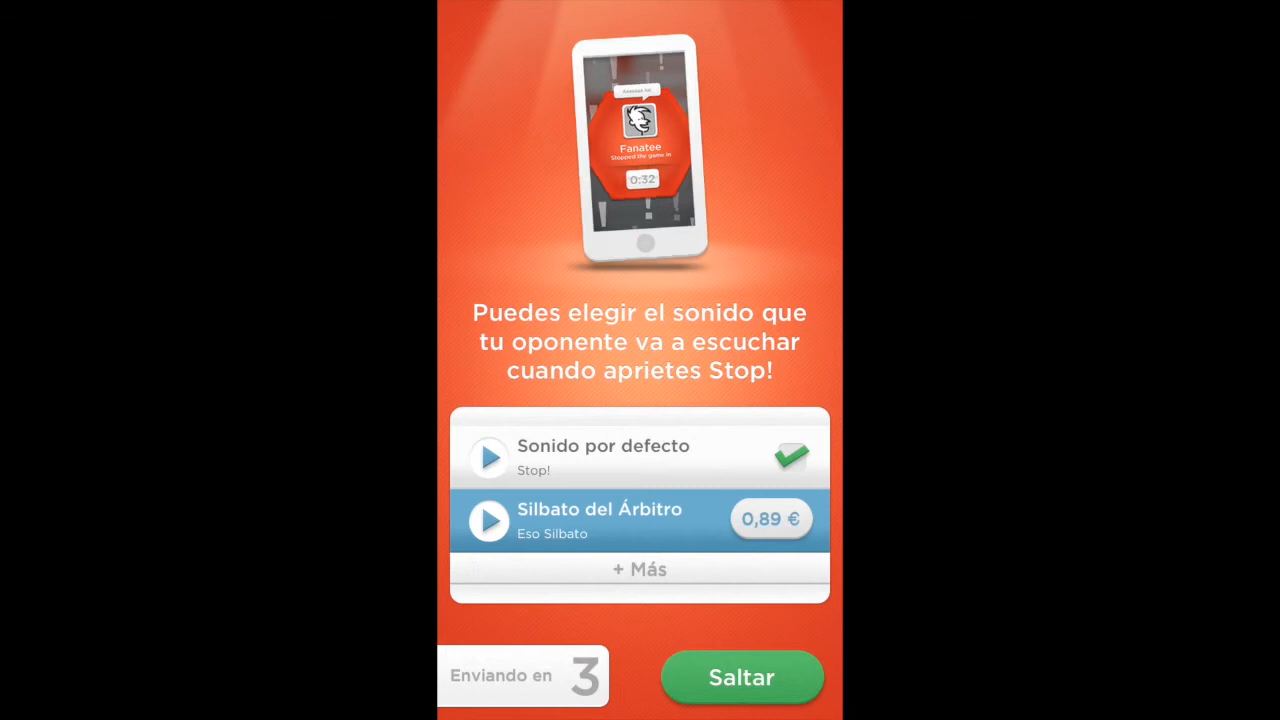 Fanatee
Stopped the game in
0:32
Puedes elegir el sonido que
tu oponente va a escuchar
cuando aprietes Stop!
Sonido por defecto
Stop!
Silbato del Árbitro
0,89 €
Eso Silbato
+ Más
Enviando en 3
Saltar